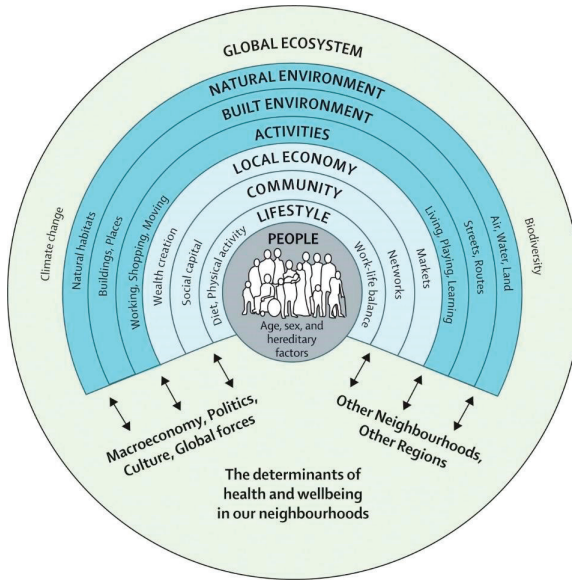 GLOBAL ECOSYSTEM
NATURAL ENVIRONMENT
BUILT ENVIRONMENT
ACTIVITIES
LOCAL ECONOMY
COMMUNITY
LIFESTYLE
PEOPLE
Age, sex, and
hereditary
factors
Climate change
Natural habitats
Buildings, Places
Working, Shopping, Moving
Wealth creation
Social capital
Diet, Physical activity
Work-life balance
Networks
Markets
Living, Playing, Learning
Streets, Routes
Air, Water, Land
Biodiversity
Macroeconomy, Politics,
Culture, Global forces
Other Neighbourhoods,
Other Regions
The determinants of
health and wellbeing
in our neighbourhoods